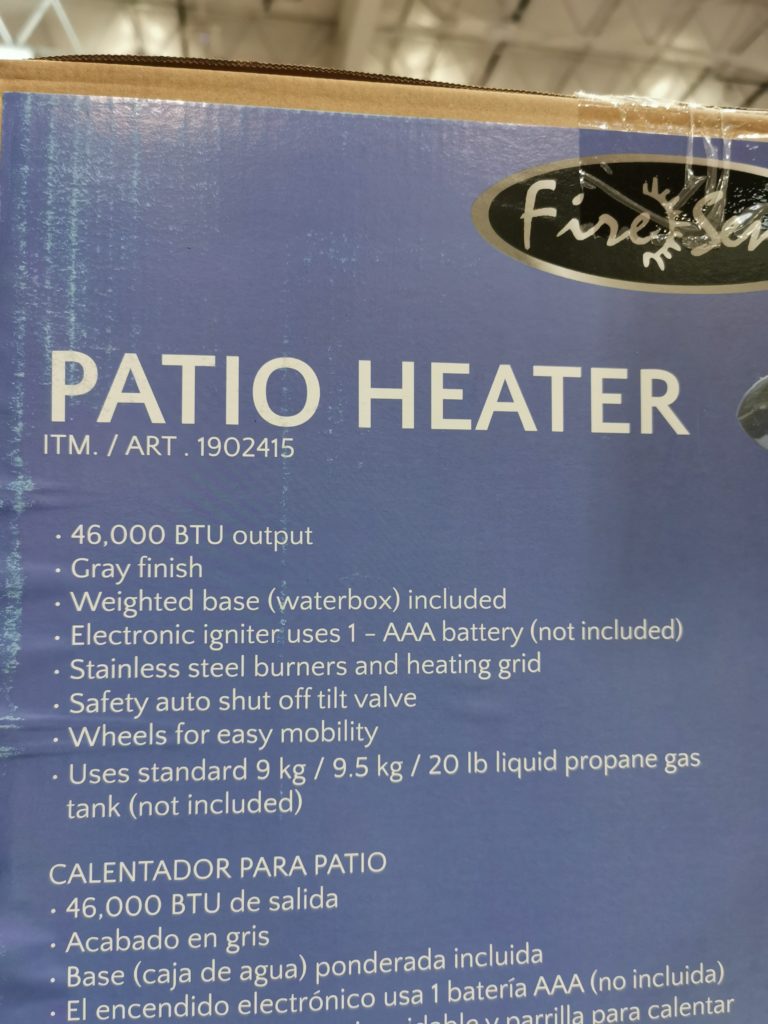 Fire Sen
PATIO HEATER
ITM. / ART . 1902415
· 46,000 BTU output
· Gray finish
· Weighted base (waterbox) included
· Electronic igniter uses 1 - AAA battery (not included)
· Stainless steel burners and heating grid
· Safety auto shut off tilt valve
· Wheels for easy mobility
· Uses standard 9 kg / 9.5 kg / 20 lb liquid propane gas
tank (not included)
CALENTADOR PARA PATIO
· 46,000 BTU de salida
· Acabado en gris
· Base (caja de agua) ponderada incluida
· El encendido electrónico usa 1 batería AAA (no incluida)
y parrilla para calentar